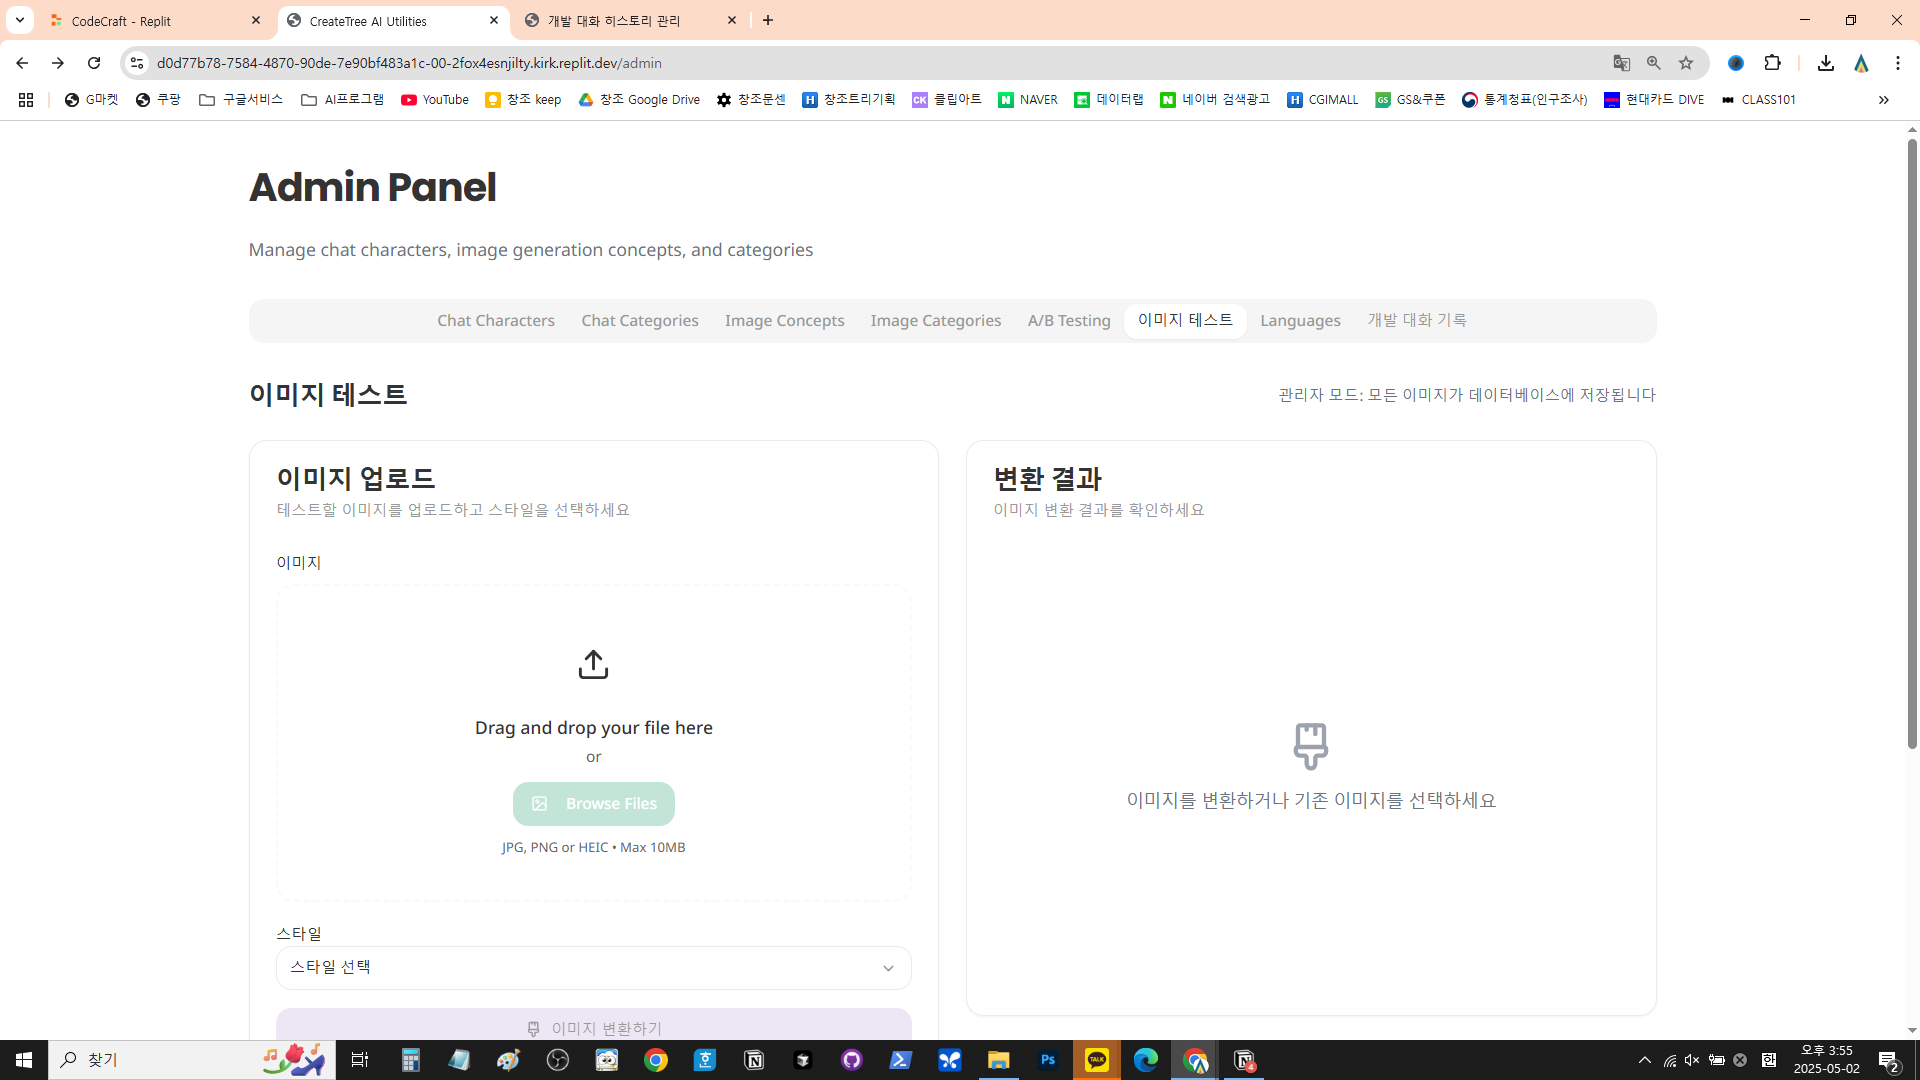 CodeCraft - Replit
CreateTree AI Utilities
개발 대화 히스토리 관리
d0d77b78-7584-4870-90de-7e90bf483a1c-00-2fox4esnjilty.kirk.replit.dev/admin
G마켓 쿠팡 구글서비스 AI프로그램 YouTube 창조 keep 창조 Google Drive 창조문센 창조트리기획 클립아트 NAVER 데이터랩 네이버 검색광고 CGIMALL GS&쿠폰 통계청표(인구조사) 현대카드 DIVE CLASS101
Admin Panel
Manage chat characters, image generation concepts, and categories
Chat Characters Chat Categories Image Concepts Image Categories A/B Testing 이미지 테스트 Languages 개발 대화 기록
이미지 테스트
관리자 모드: 모든 이미지가 데이터베이스에 저장됩니다
이미지 업로드
테스트할 이미지를 업로드하고 스타일을 선택하세요
이미지
Drag and drop your file here
or
Browse Files
JPG, PNG or HEIC • Max 10MB
스타일
스타일 선택
이미지 변환하기
변환 결과
이미지 변환 결과를 확인하세요
이미지를 변환하거나 기존 이미지를 선택하세요
찾기
Ps
TALK
4
한
오후 3:55
2025-05-02
2